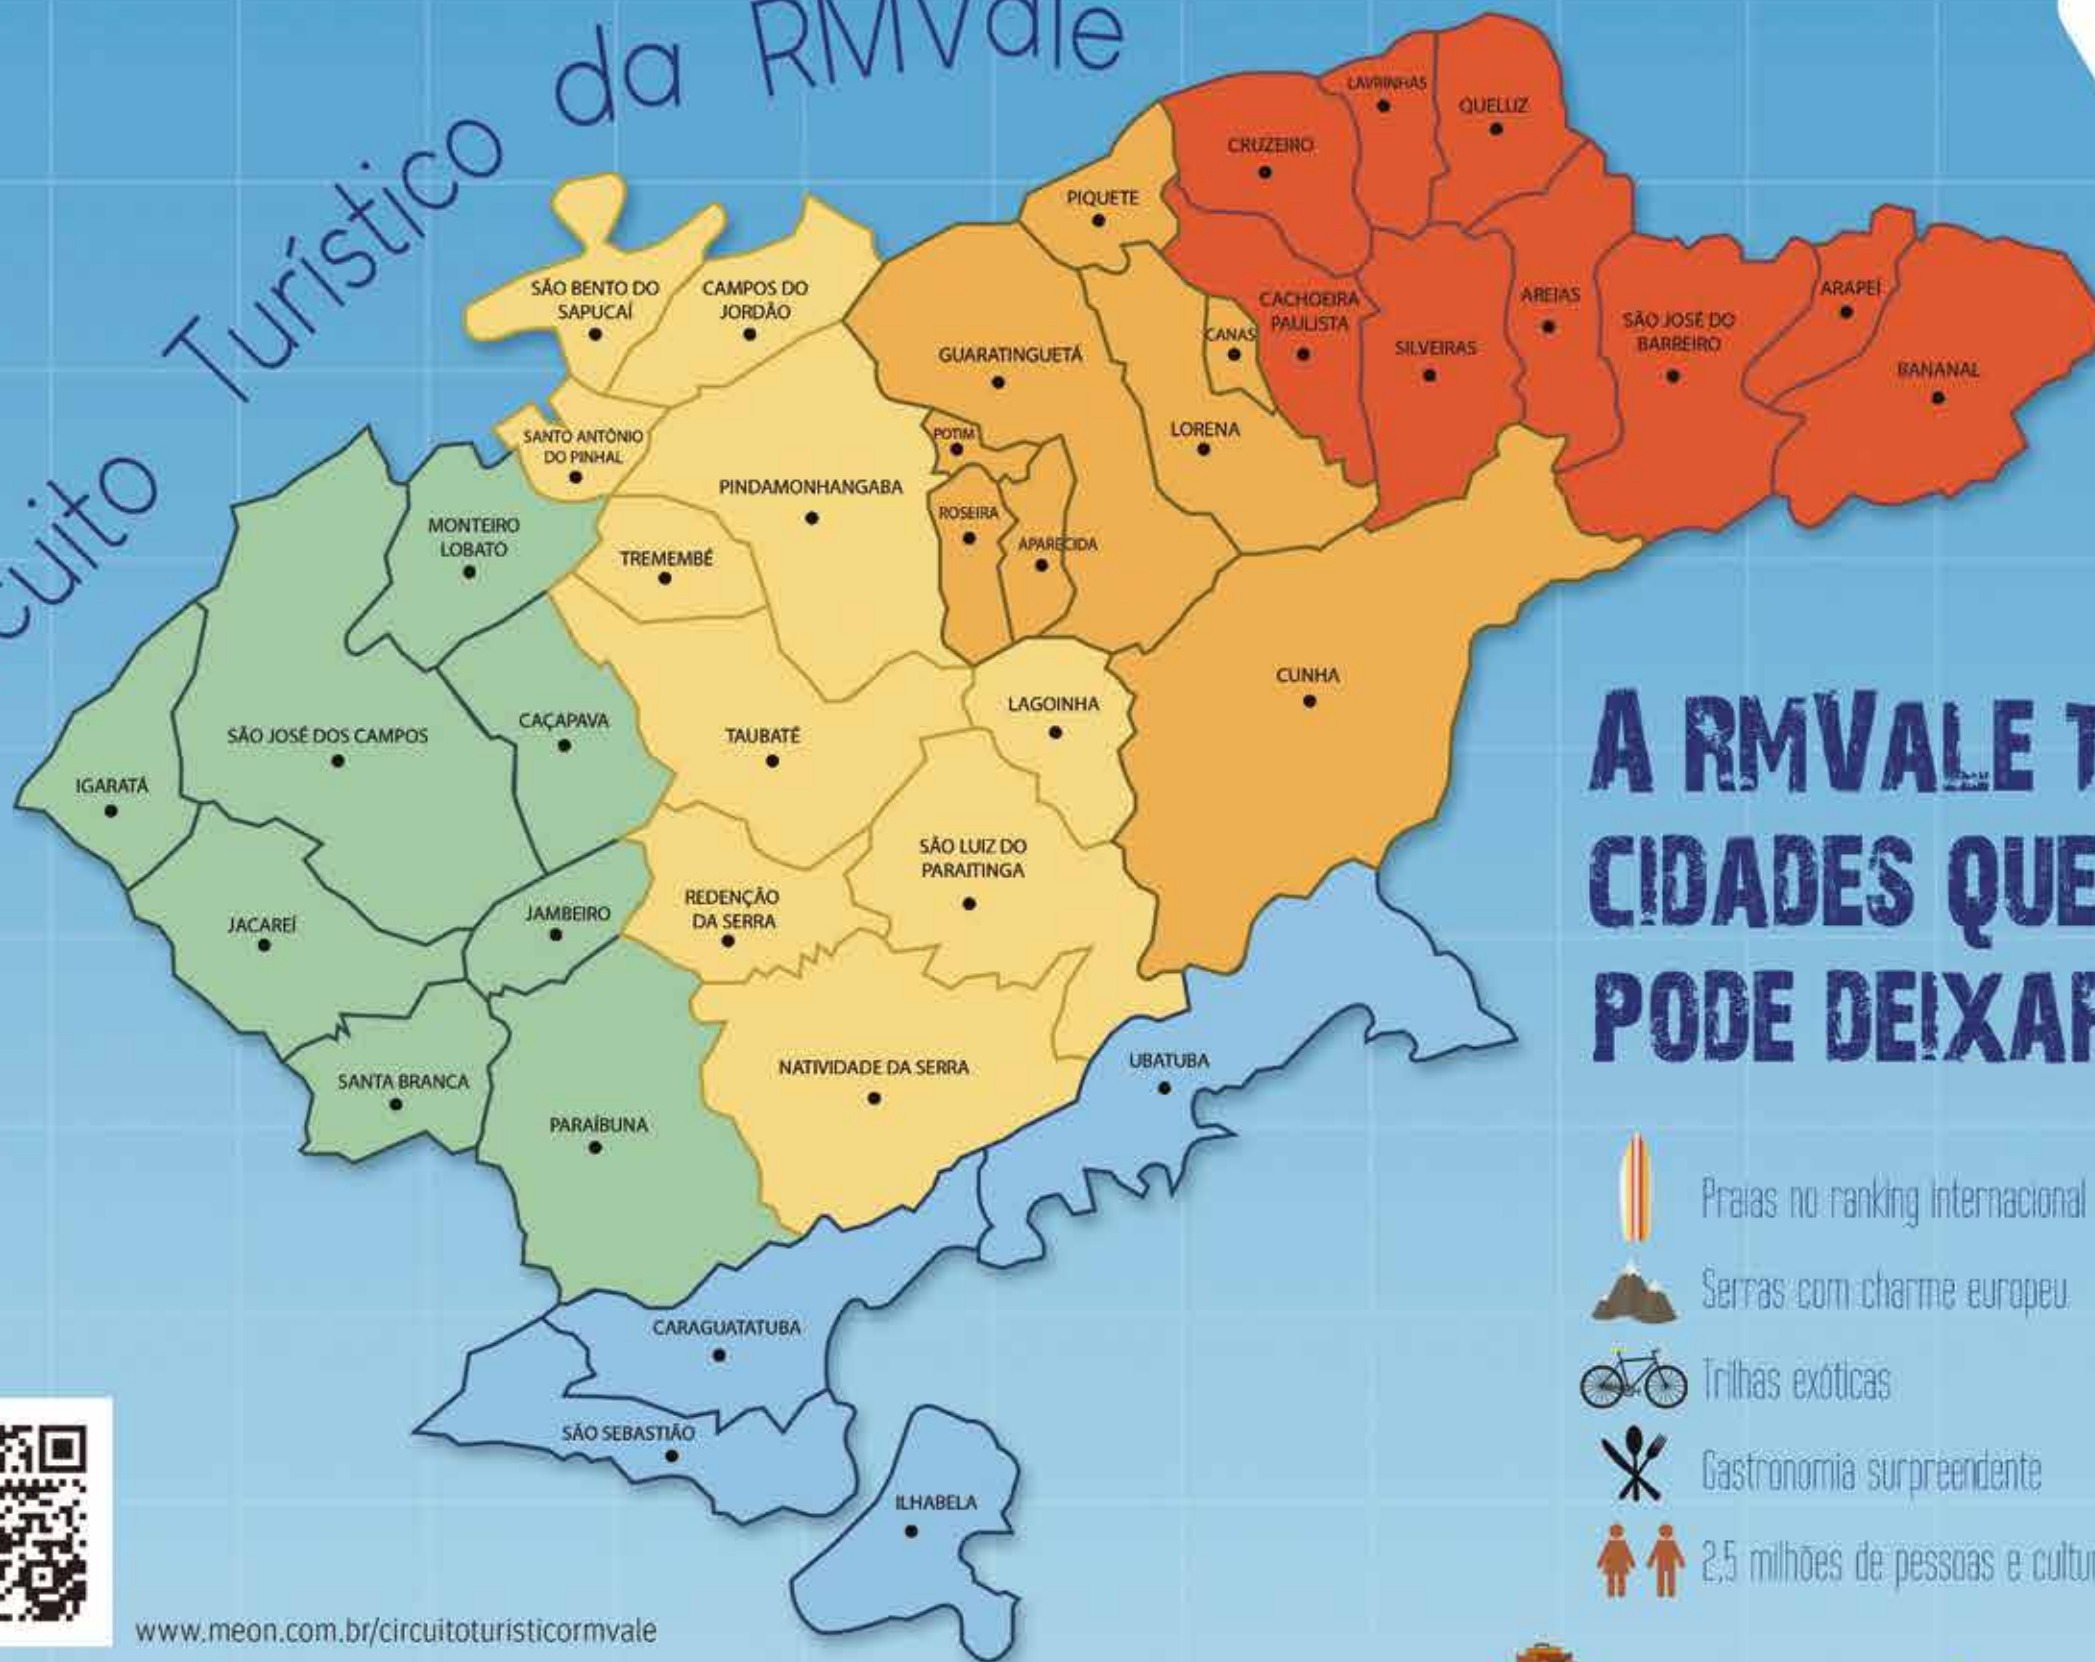 da RMVale
Turístico
cuito
LAVRINHAS
QUELUZ
CRUZEIRO
PIQUETE
SÃO BENTO DO
SAPUCAÍ
CAMPOS DO
JORDÃO
CACHOEIRA
PAULISTA
AREIAS
ARAPEÍ
SÃO JOSÉ DO
BARREIRO
CANAS
GUARATINGUETÁ
SILVEIRAS
BANANAL
SANTO ANTÔNIO
DO PINHAL
POTIM
LORENA
PINDAMONHANGABA
MONTEIRO
LOBATO
ROSEIRA
TREMEMBÉ
APARECIDA
CUNHA
LAGOINHA
CAÇAPAVA
SÃO JOSÉ DOS CAMPOS
TAUBATÉ
IGARATÁ
SÃO LUIZ DO
PARAITINGA
REDENÇÃO
DA SERRA
JAMBEIRO
JACAREÍ
NATIVIDADE DA SERRA
UBATUBA
SANTA BRANCA
PARAÍBUNA
CARAGUATATUBA
SÃO SEBASTIÃO
ILHABELA
A RMVALE T
CIDADES QUE
PODE DEIXAR
Praias no ranking internacional
Serras com charme europeu
Trilhas exóticas
Gastronomia surpreendente
2,5 milhões de pessoas e cultu
www.meon.com.br/circuitoturisticormvale